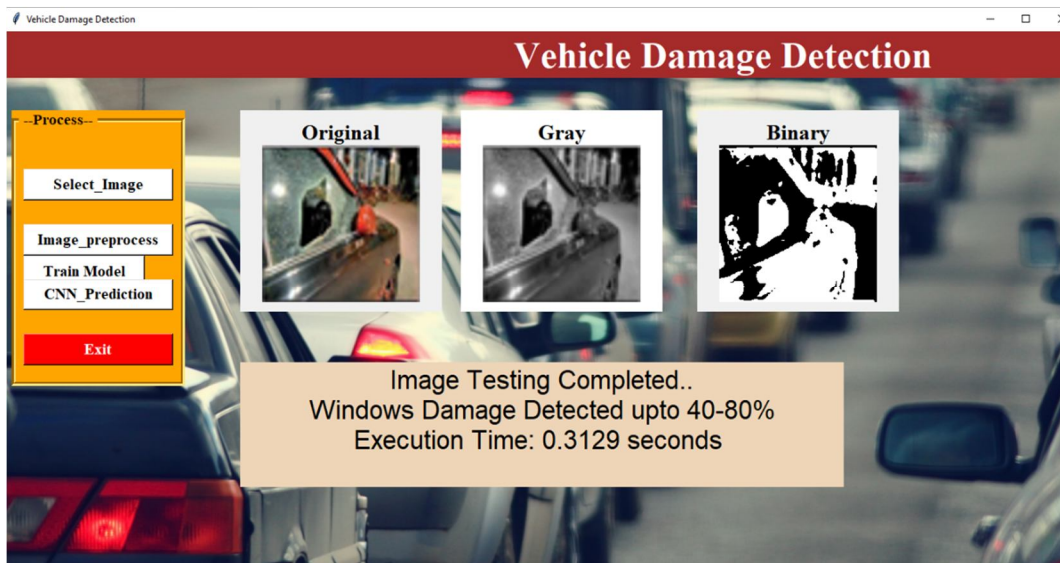 Vehicle Damage Detection
Vehicle Damage Detection
--Process--
Select_Image
Image_preprocess
Train Model
CNN_Prediction
Exit
Original
Gray
Binary
Image Testing Completed..
Windows Damage Detected upto 40-80%
Execution Time: 0.3129 seconds